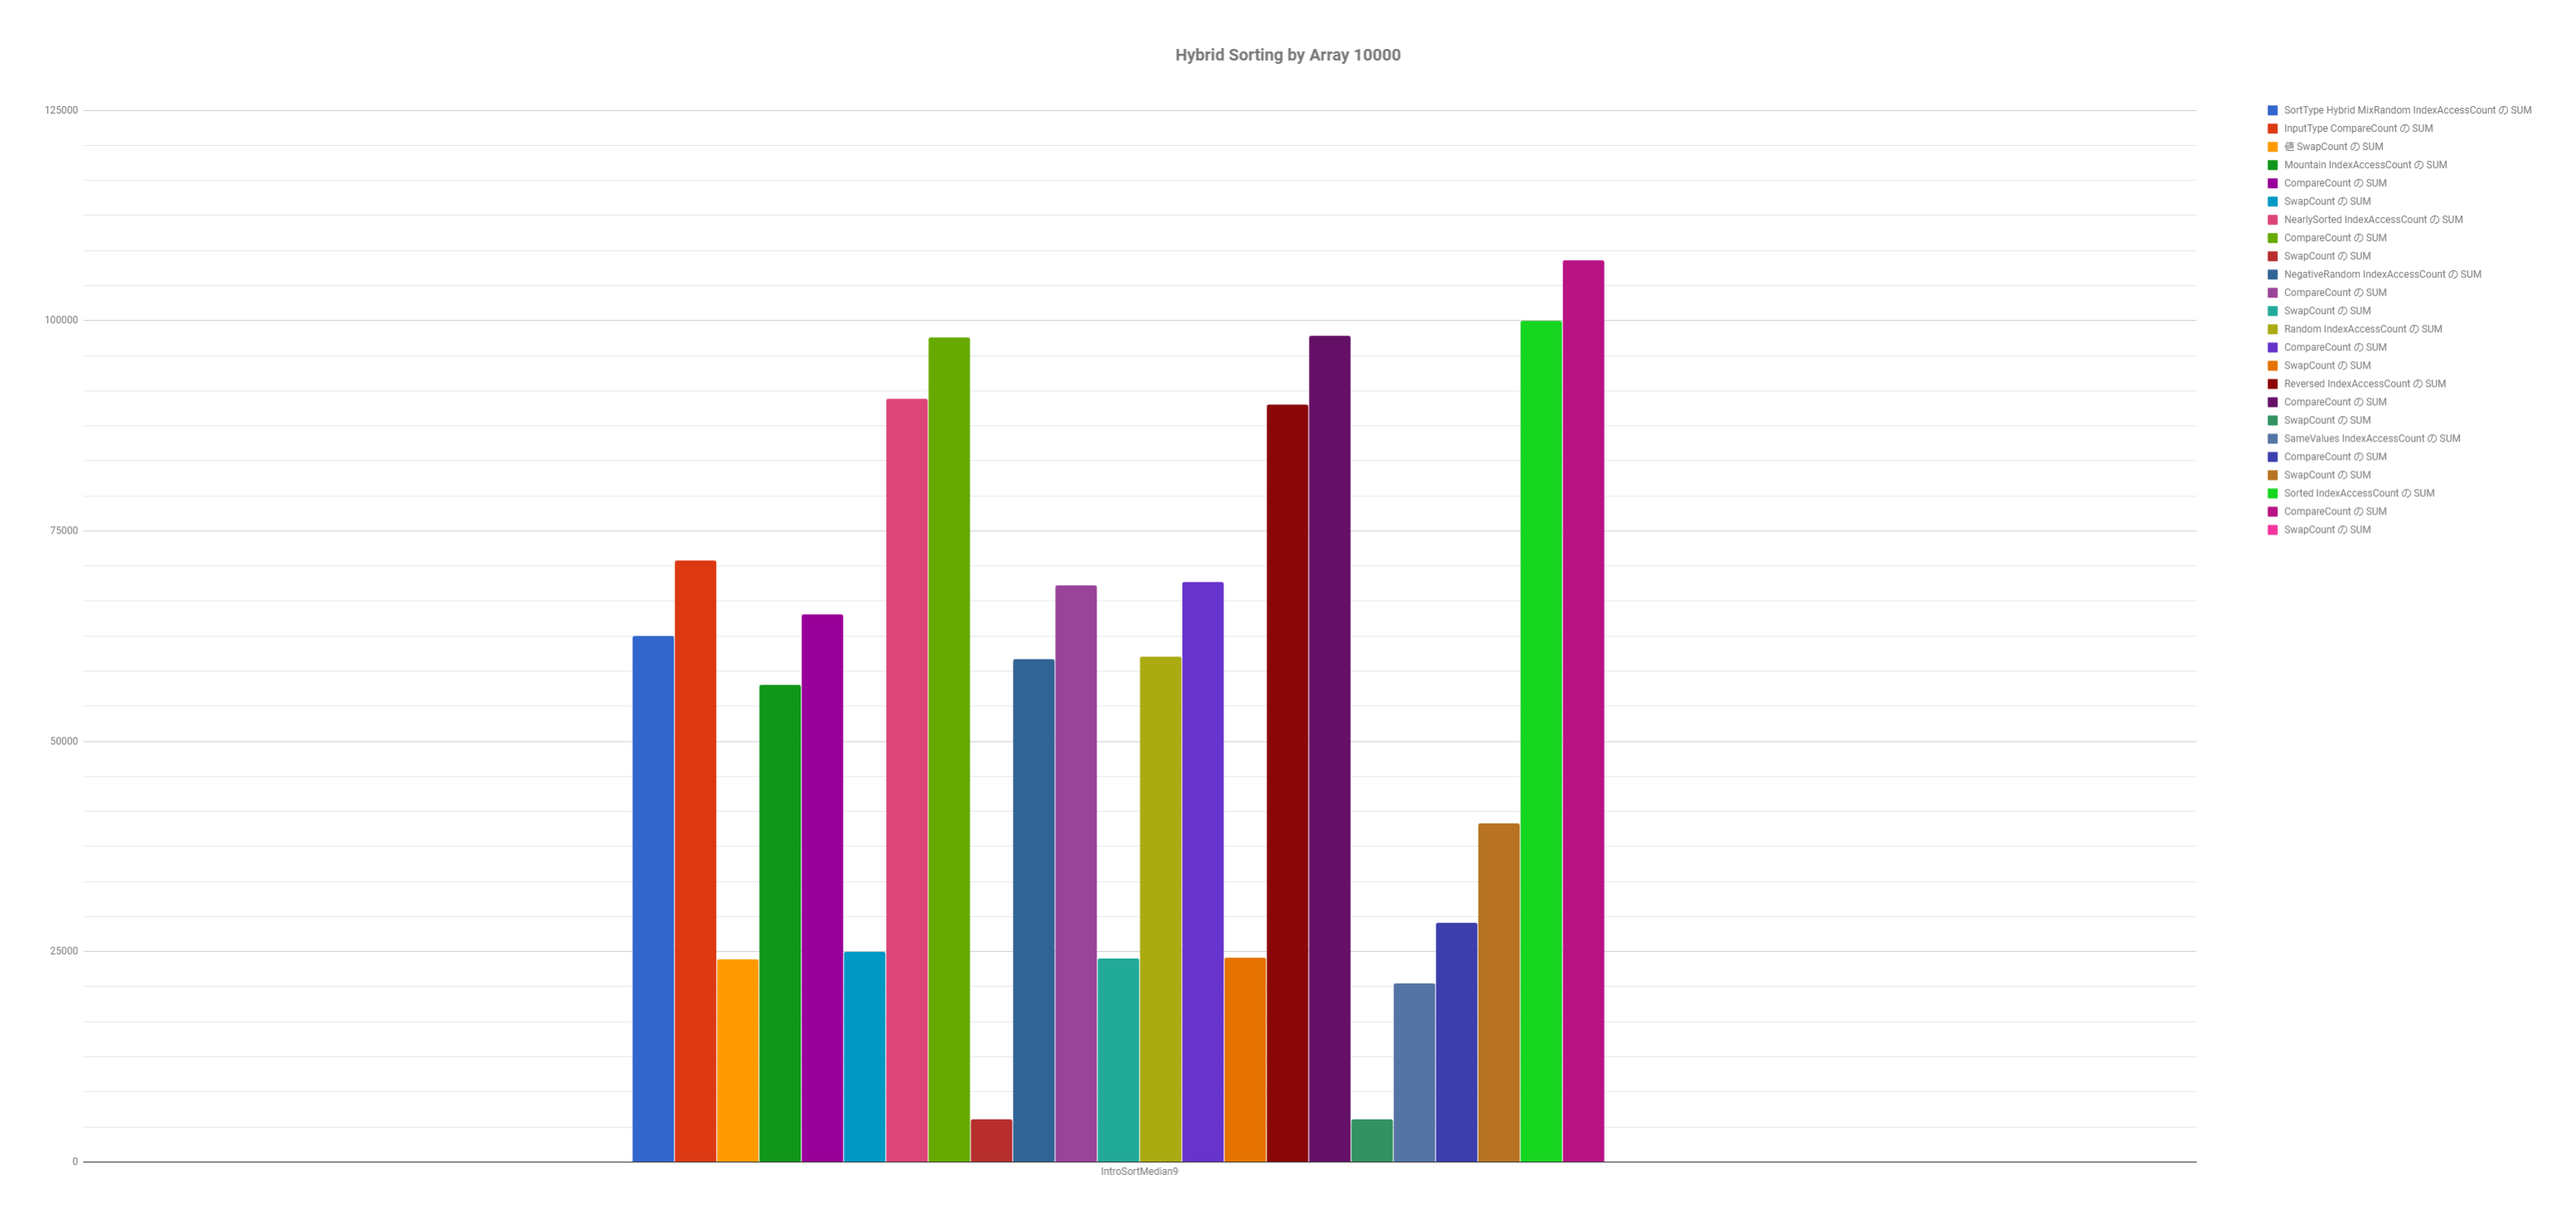 Hybrid Sorting by Array 10000
125000
100000
75000
50000
25000
0
IntroSortMedian9
SortType Hybrid MixRandom IndexAccessCount の SUM
InputType CompareCount の SUM
値 SwapCount の SUM
Mountain IndexAccessCount の SUM
CompareCount の SUM
SwapCount の SUM
NearlySorted IndexAccessCount の SUM
CompareCount の SUM
SwapCount の SUM
NegativeRandom IndexAccessCount の SUM
CompareCount の SUM
SwapCount の SUM
Random IndexAccessCount の SUM
CompareCount の SUM
SwapCount の SUM
Reversed IndexAccessCount の SUM
CompareCount の SUM
SwapCount の SUM
SameValues IndexAccessCount の SUM
CompareCount の SUM
SwapCount の SUM
Sorted IndexAccessCount の SUM
CompareCount の SUM
SwapCount の SUM